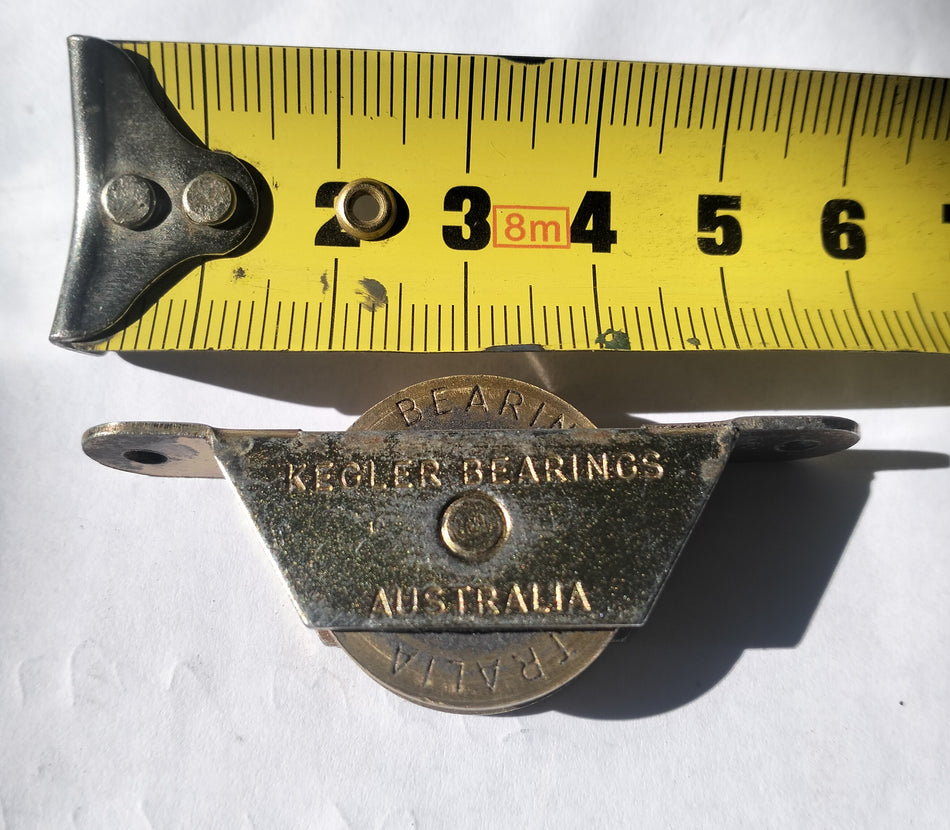 2 3 8m 4 5 6
BEARIN
KEGLER BEARINGS
AUSTRALIA
TRALIA